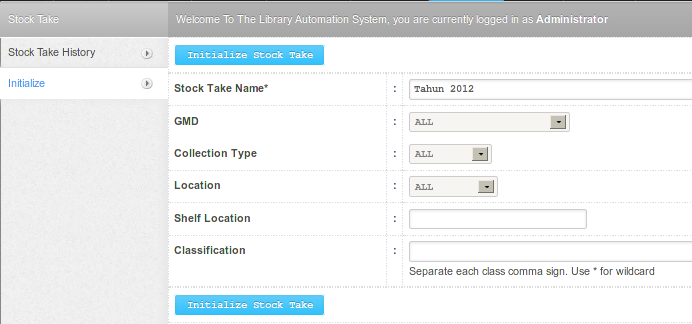 Stock Take
Welcome To The Library Automation System, you are currently logged in as Administrator
Stock Take History
Initialize
Initialize Stock Take
Stock Take Name* : Tahun 2012
GMD : ALL
Collection Type : ALL
Location : ALL
Shelf Location :
Classification :
Separate each class comma sign. Use * for wildcard
Initialize Stock Take